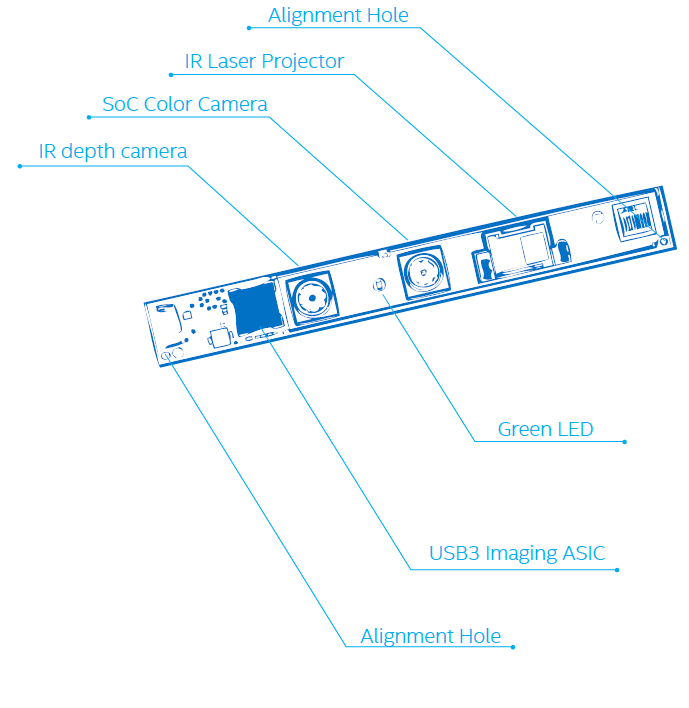 Alignment Hole
IR Laser Projector
SoC Color Camera
IR depth camera
Green LED
USB3 Imaging ASIC
Alignment Hole